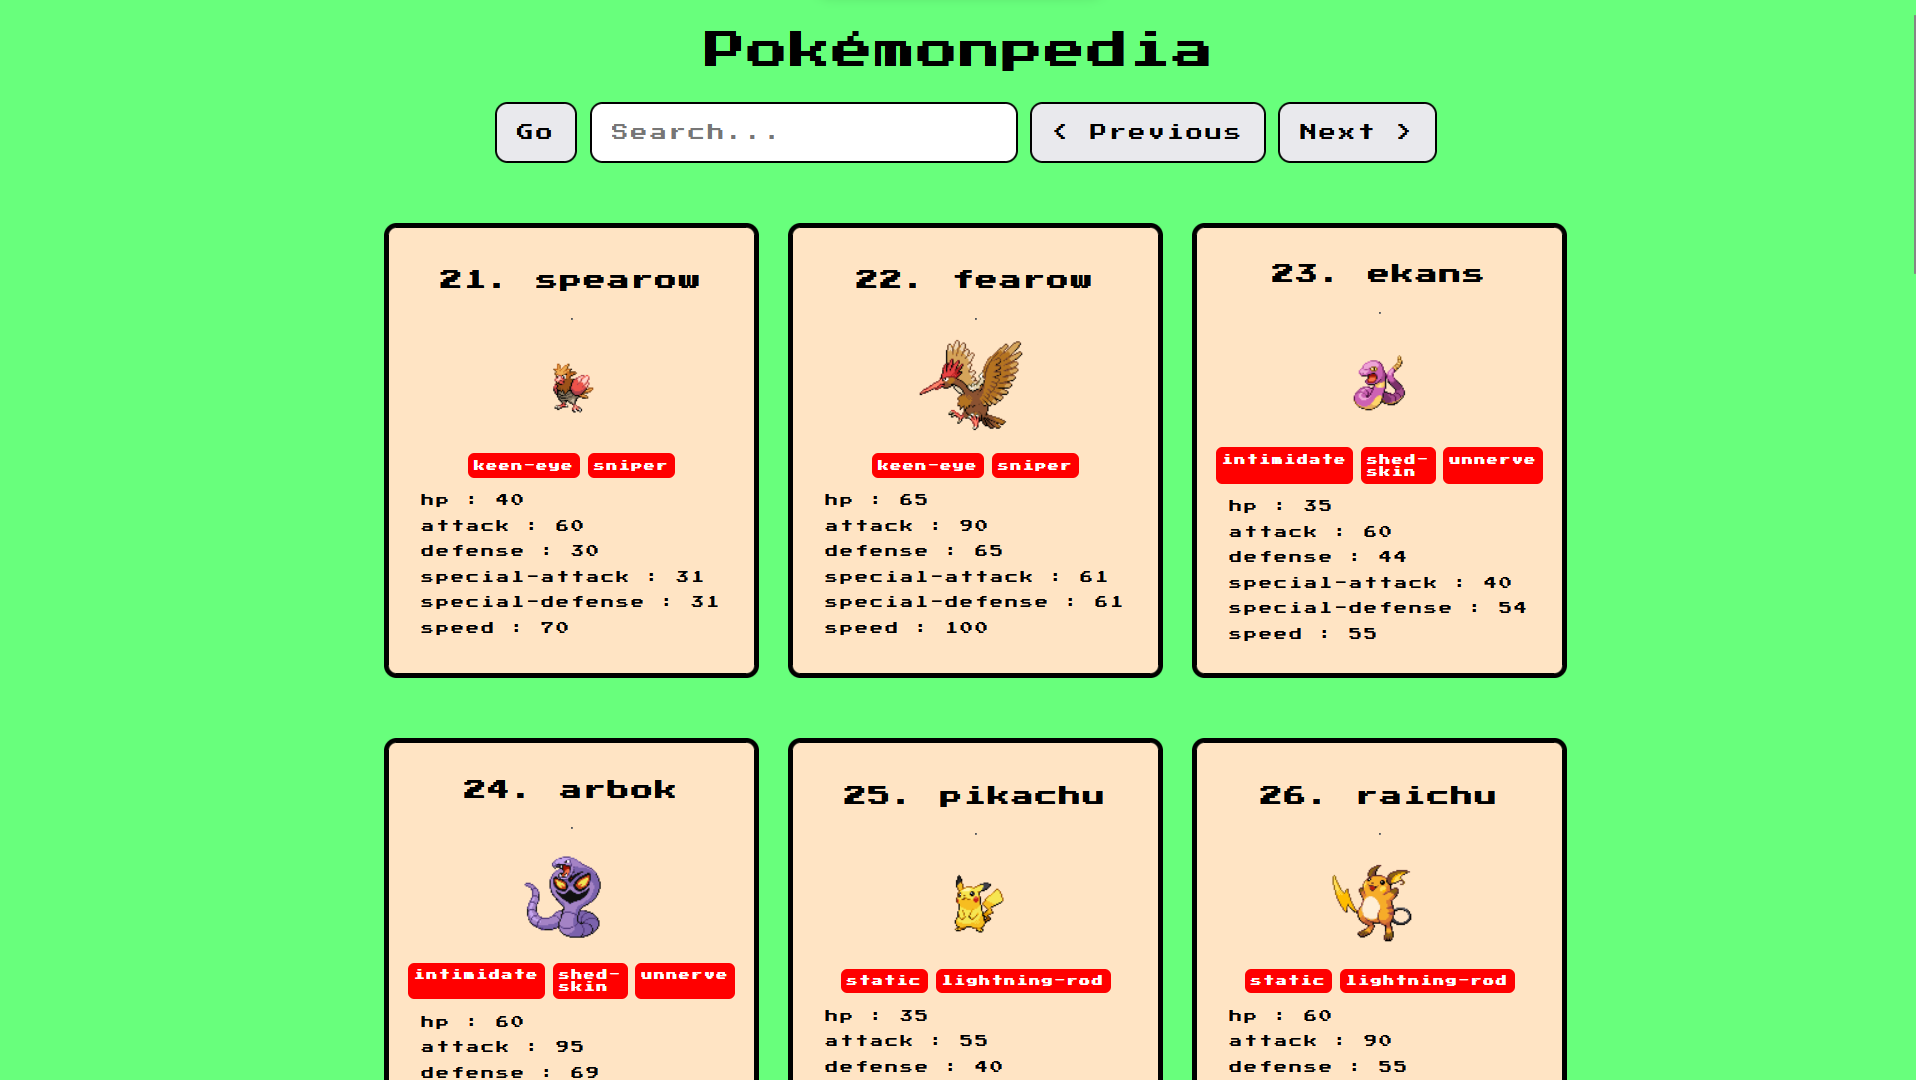 Pokémonpedia
Go
Search...
< Previous
Next >
21. spearow
keen-eye sniper
hp : 40
attack : 60
defense : 30
special-attack : 31
special-defense : 31
speed : 70
22. fearow
keen-eye sniper
hp : 65
attack : 90
defense : 65
special-attack : 61
special-defense : 61
speed : 100
23. ekans
intimidate shed-
skin unnerve
hp : 35
attack : 60
defense : 44
special-attack : 40
special-defense : 54
speed : 55
24. arbok
intimidate shed-
skin unnerve
hp : 60
attack : 95
defense : 69
25. pikachu
static lightning-rod
hp : 35
attack : 55
defense : 40
26. raichu
static lightning-rod
hp : 60
attack : 90
defense : 55